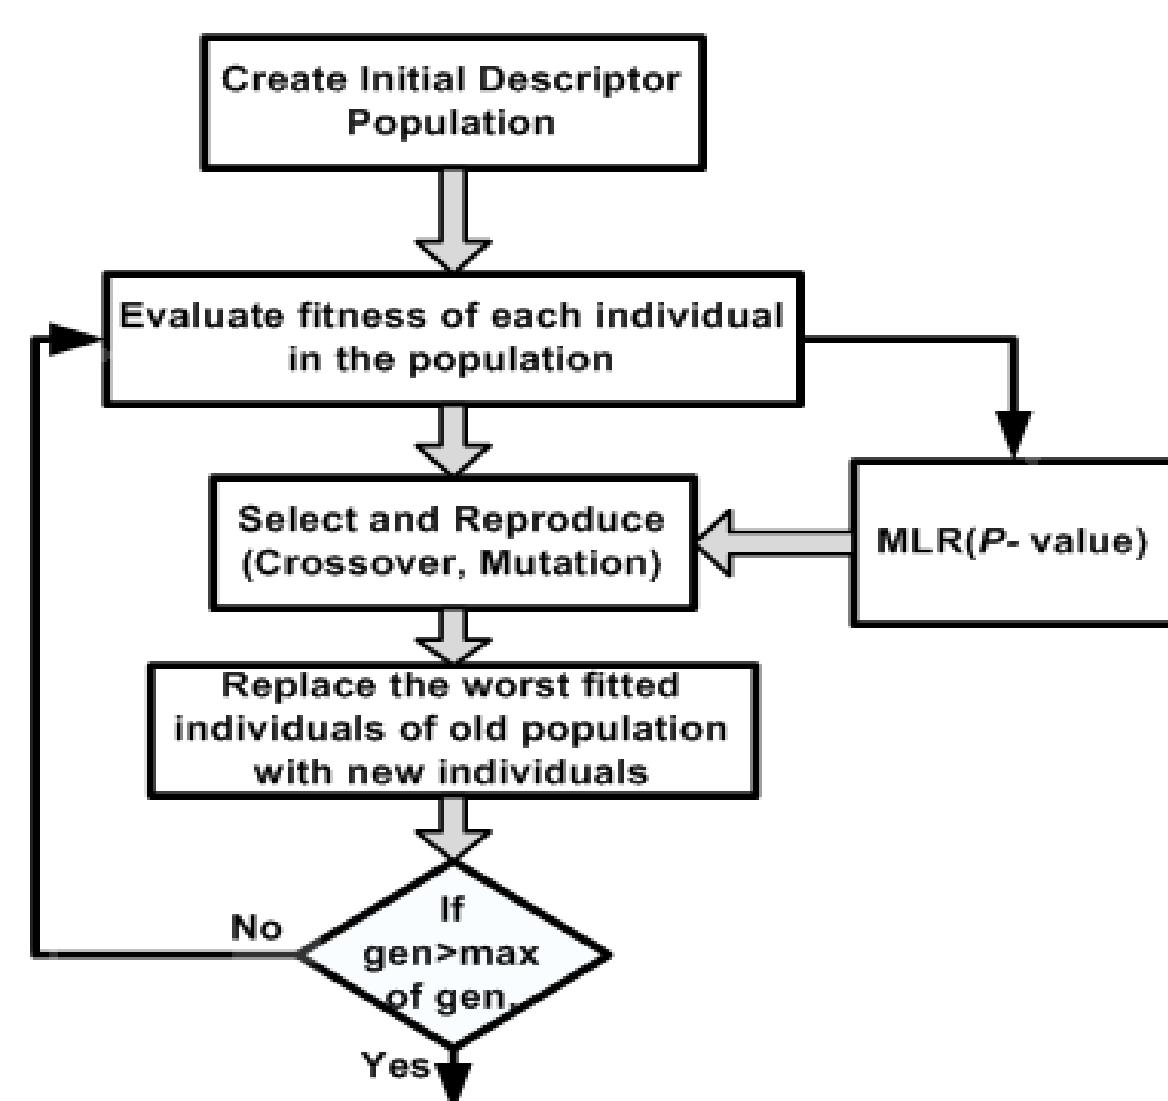 Create Initial Descriptor
Population
Evaluate fitness of each individual
in the population
Select and Reproduce
(Crossover, Mutation)
MLR(P- value)
Replace the worst fitted
individuals of old population
with new individuals
If
gen>max
of gen.
No
Yes